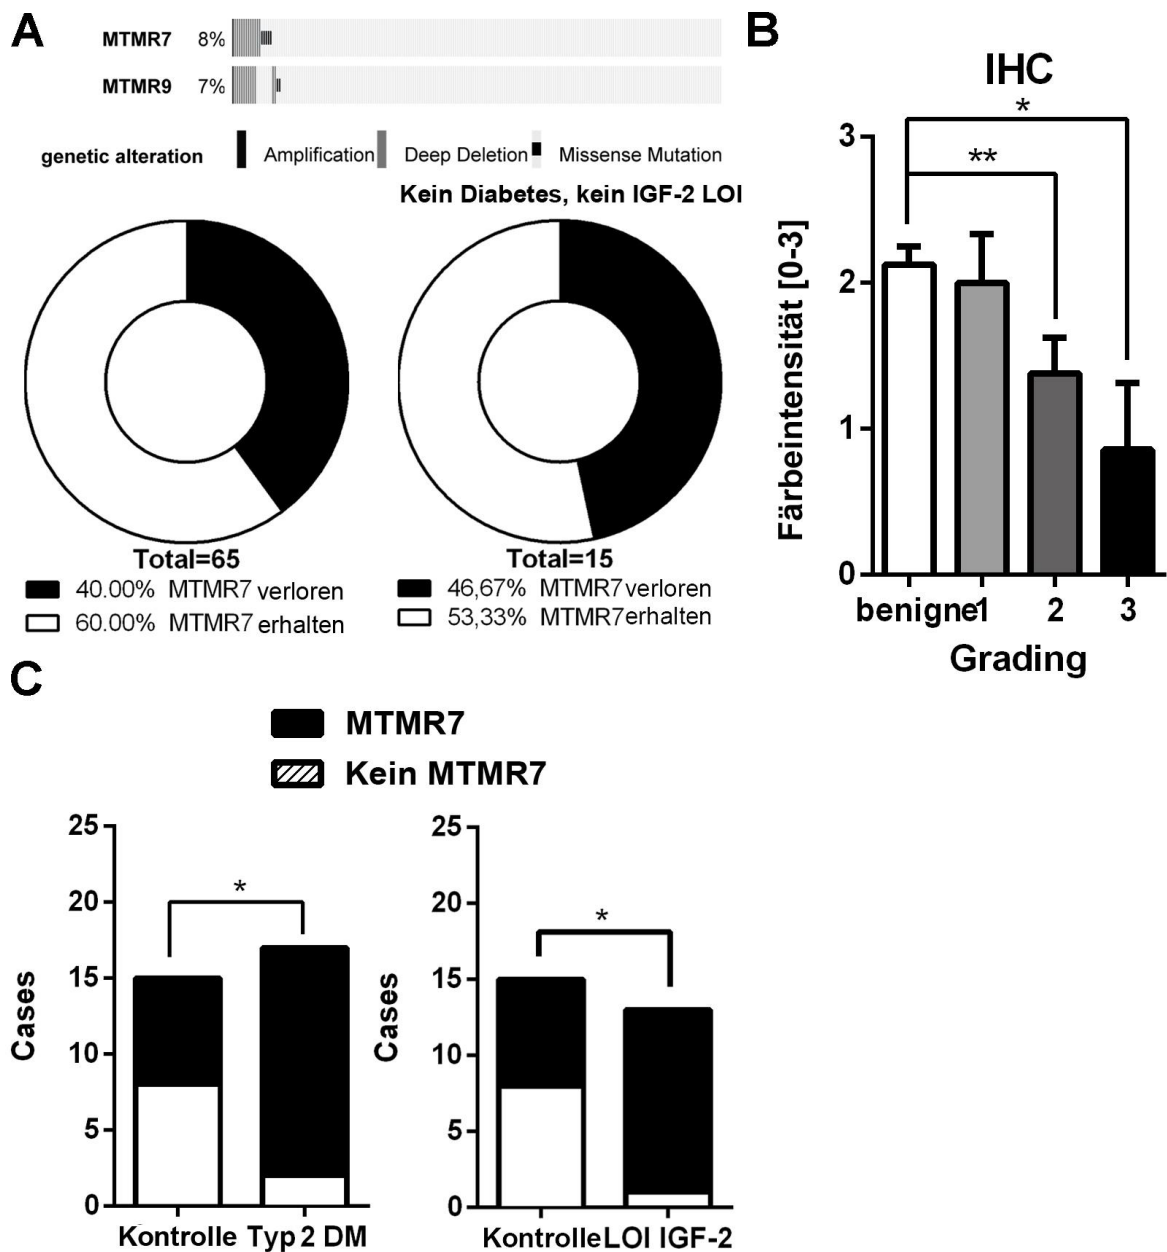 A
MTMR7 8%
MTMR9 7%
genetic alteration Amplification Deep Deletion Missense Mutation
Kein Diabetes, kein IGF-2 LOI
Total=65
40.00% MTMR7 verloren
60.00% MTMR7 erhalten
Total=15
46,67% MTMR7 verloren
53,33% MTMR7 erhalten
B
IHC
*
**
Färbeintensität [0-3]
3
2
1
0
benigne 1 2 3
Grading
C
MTMR7
Kein MTMR7
Cases
25
20
15
10
5
0
*
Kontrolle Typ 2 DM
Cases
25
20
15
10
5
0
*
Kontrolle LOI IGF-2